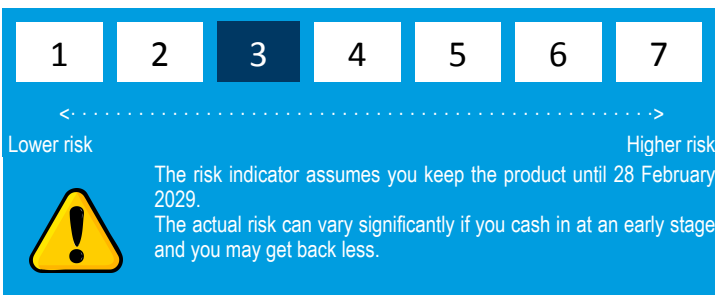 1 2 3 4 5 6 7
<· · · · · · · · · · · · · · · · · · · · · · · · · · · · · · · · · · · · · · · · · · · · · · · · · · · ·>
Lower risk Higher risk
The risk indicator assumes you keep the product until 28 February
2029.
The actual risk can vary significantly if you cash in at an early stage
and you may get back less.
!